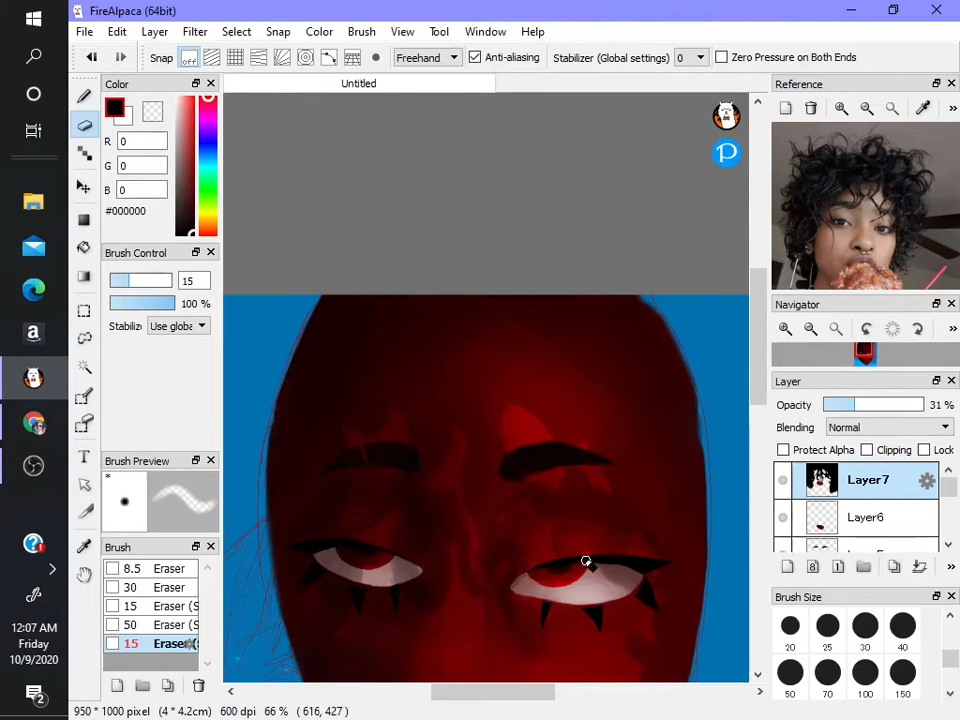 FireAlpaca (64bit)
File Edit Layer Filter Select Snap Color Brush View Tool Window Help
Snap off Freehand Anti-aliasing Stabilizer (Global settings) 0 Zero Pressure on Both Ends
Color
Untitled
Reference
R 0
G 0
B 0
#000000
Brush Control
15
100 %
Stabiliz Use globa
Navigator
Layer
Opacity 31 %
Blending Normal
Protect Alpha Clipping Lock
Layer7
Layer6
Brush Preview
*
Brush
8.5 Eraser
30 Eraser
15 Eraser (S
50 Eraser (S
15 Eraser
Brush Size
20 25 30 40
50 70 100 150
12:07 AM
Friday
10/9/2020
2
950 * 1000 pixel (4 * 4.2cm) 600 dpi 66 % ( 616, 427 )